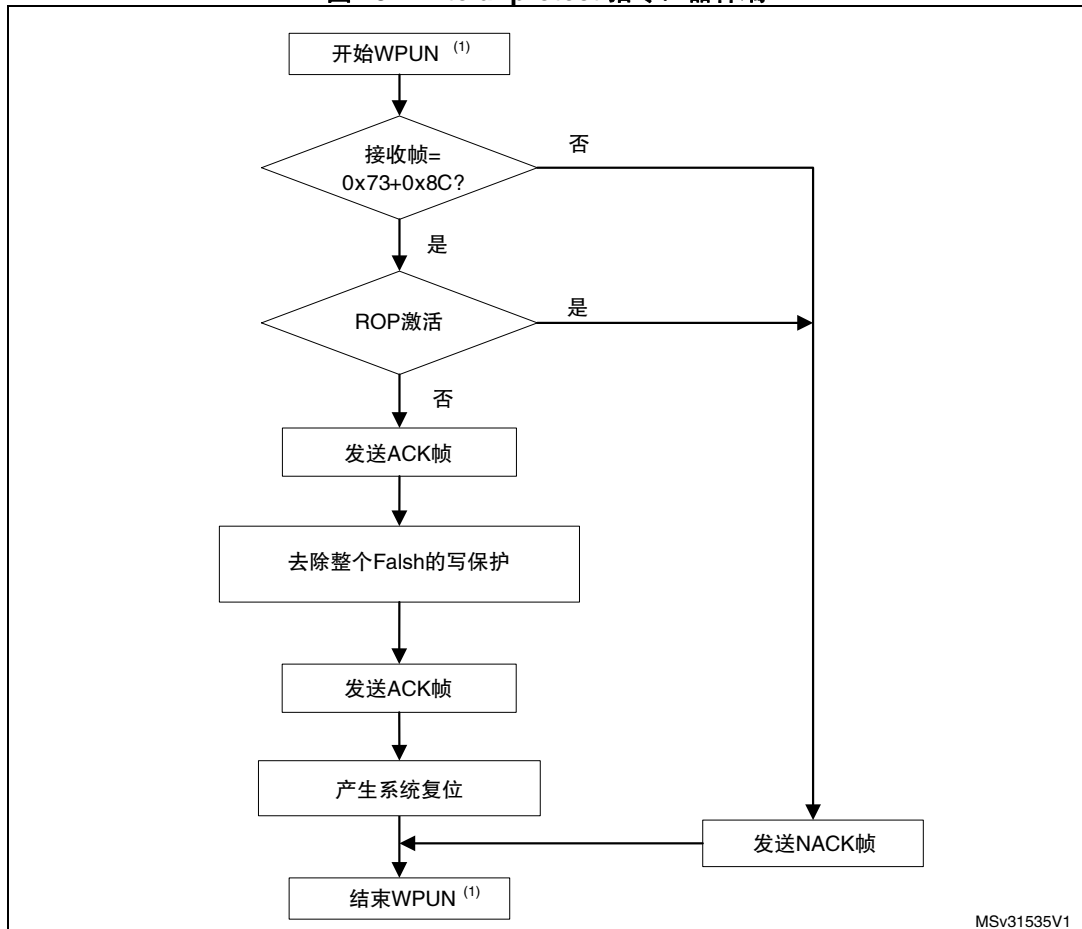 开始WPUN (1)
接收帧=
0x73+0x8C?
否
是
ROP激活
是
否
发送ACK帧
去除整个Falsh的写保护
发送ACK帧
产生系统复位
发送NACK帧
结束WPUN (1)
MSv31535V1